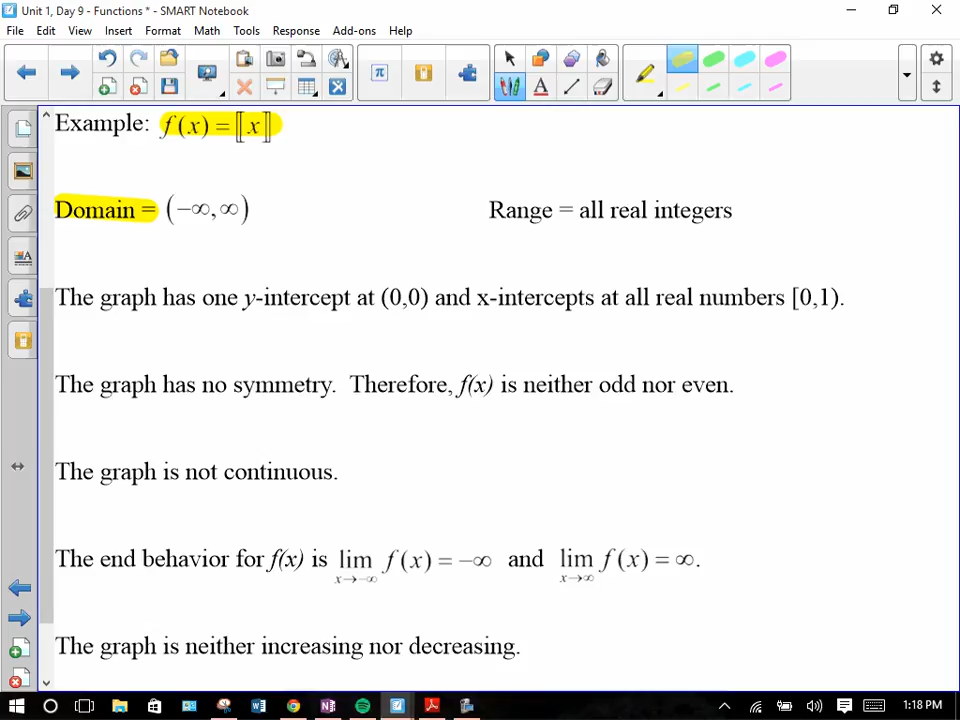 Unit 1, Day 9 - Functions * - SMART Notebook
File Edit View Insert Format Math Tools Response Add-ons Help
Example: f(x) = ⟦x⟧
Domain = (−∞, ∞) Range = all real integers
The graph has one y-intercept at (0,0) and x-intercepts at all real numbers [0,1).
The graph has no symmetry. Therefore, f(x) is neither odd nor even.
The graph is not continuous.
The end behavior for f(x) is lim x→−∞ f(x) = −∞ and lim x→∞ f(x) = ∞.
The graph is neither increasing nor decreasing.
1:18 PM